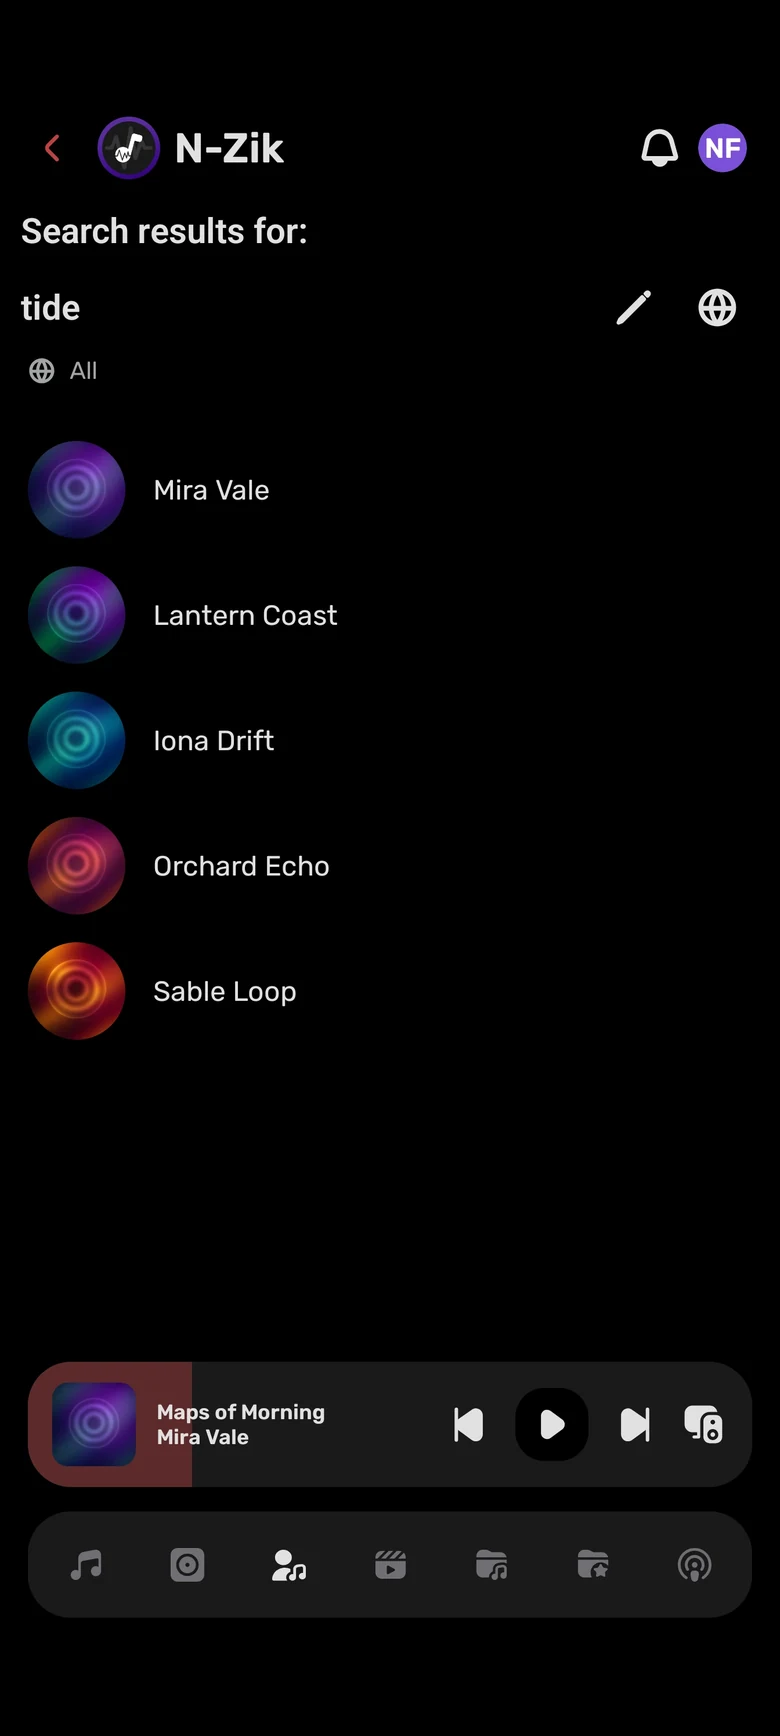 N-Zik
NF
Search results for:
tide
All
Mira Vale
Lantern Coast
Iona Drift
Orchard Echo
Sable Loop
Maps of Morning
Mira Vale